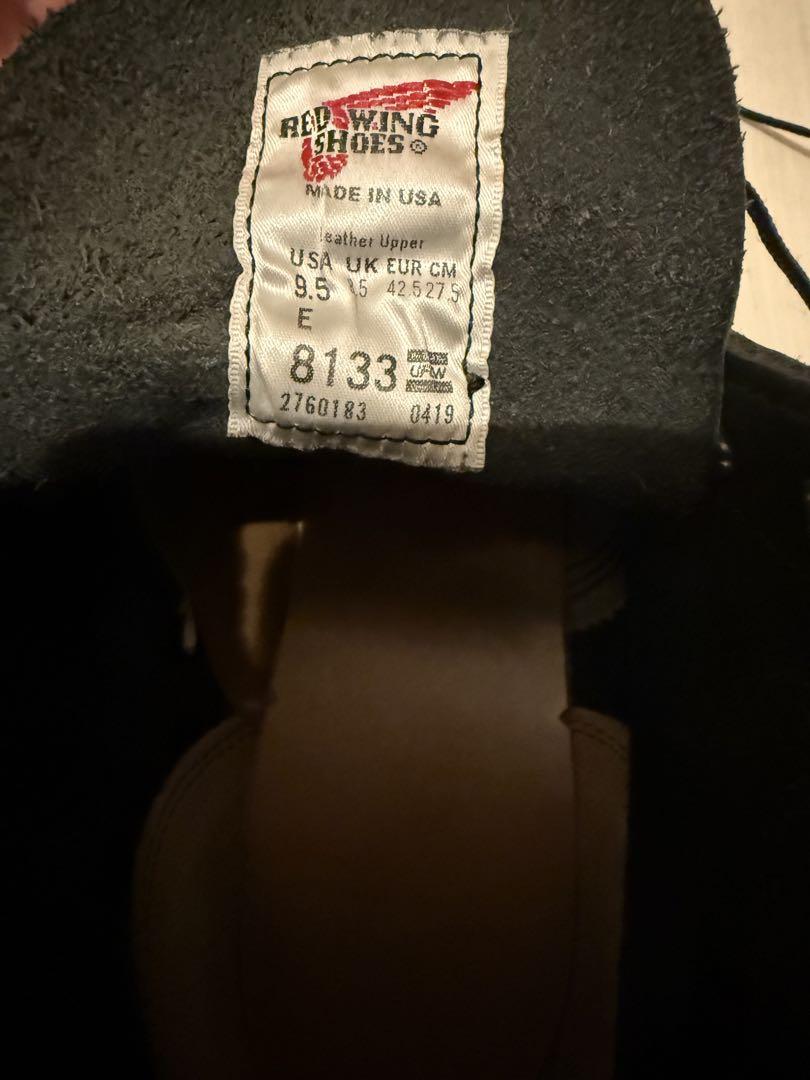 RED WING
SHOES®
MADE IN USA
Leather Upper
USA UK EUR CM
9.5 42.5 27.5
E
8133 UFCW
2760183 0419